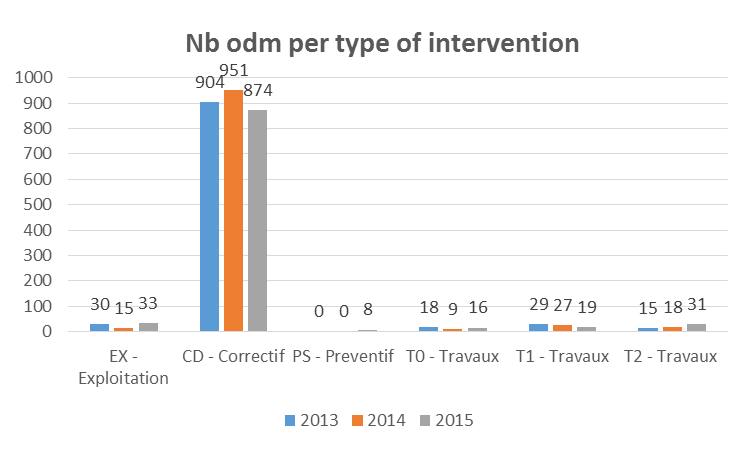 Nb odm per type of intervention
1000
900
800
700
600
500
400
300
200
100
0
30 15 33
904 951 874
0 0 8
18 9 16
29 27 19
15 18 31
EX -
Exploitation
CD - Correctif
PS - Preventif
T0 - Travaux
T1 - Travaux
T2 - Travaux
2013 2014 2015